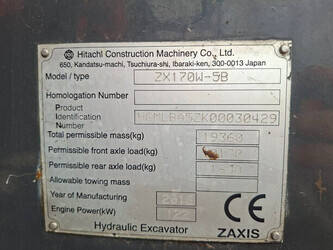 Hitachi Construction Machinery Co., Ltd.
650, Kandatsu-machi, Tsuchiura-shi, Ibaraki-ken, 300-0013 Japan
Model / type ZX170W-5B
Homologation Number
Product
Identification
Number
Total permissible mass(kg) 19360
Permissible front axle load(kg)
Permissible rear axle load(kg)
Allowable towing mass
Year of Manufacturing
Engine Power(kW) 122
Hydraulic Excavator ZAXIS